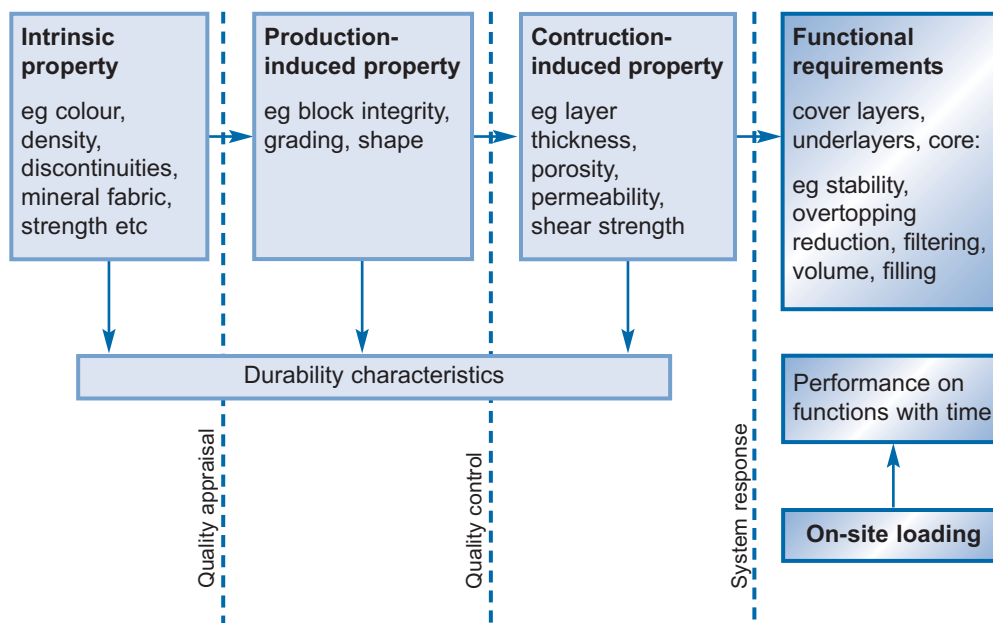 Intrinsic
property
eg colour,
density,
discontinuities,
mineral fabric,
strength etc
Production-
induced property
eg block integrity,
grading, shape
Contruction-
induced property
eg layer
thickness,
porosity,
permeability,
shear strength
Functional
requirements
cover layers,
underlayers, core:
eg stability,
overtopping
reduction, filtering,
volume, filling
Durability characteristics
Performance on
functions with time
On-site loading
Quality appraisal
Quality control
System response